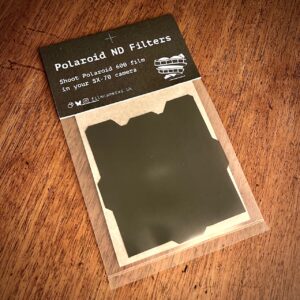 Polaroid ND Filters
Shoot Polaroid 600 film
in your SX-70 camera